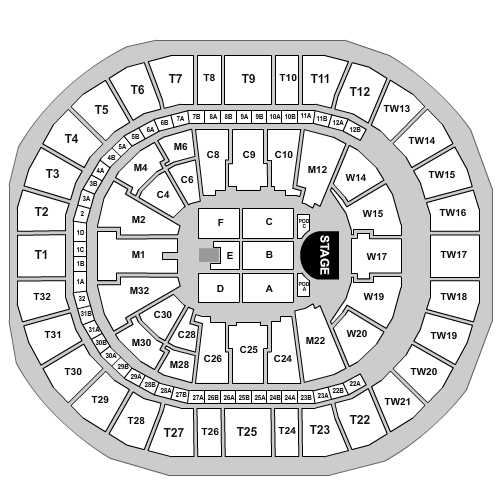 T7 T8 T9 T10 T11
T6 T12
T5 TW13
T4 TW14
T3 TW15
T2 TW16
T1 TW17
T32 TW18
T31 TW19
T30 TW20
T29 TW21
T28 T22
T27 T26 T25 T24 T23
6B 7A 7B 8A 8B 9A 9B 10A 10B 11A 11B 12A 12B
6A
5B
5A
4B
4A
3B
3A
2
1D
1C
1B
1A
32
31B
31A
30B
30A
29B
29A
28B
28A 27B 27A 26B 26A 25B 25A 24B 24A 23B 23A 22B 22A
M6 C8 C9 C10 M12
M4 C6 W14
C4
M2 W15
M1 W17
M32 W19
C30 W20
M30 C28
M28 C26 C25 C24 M22
F C POD C
E B STAGE
D A POD A